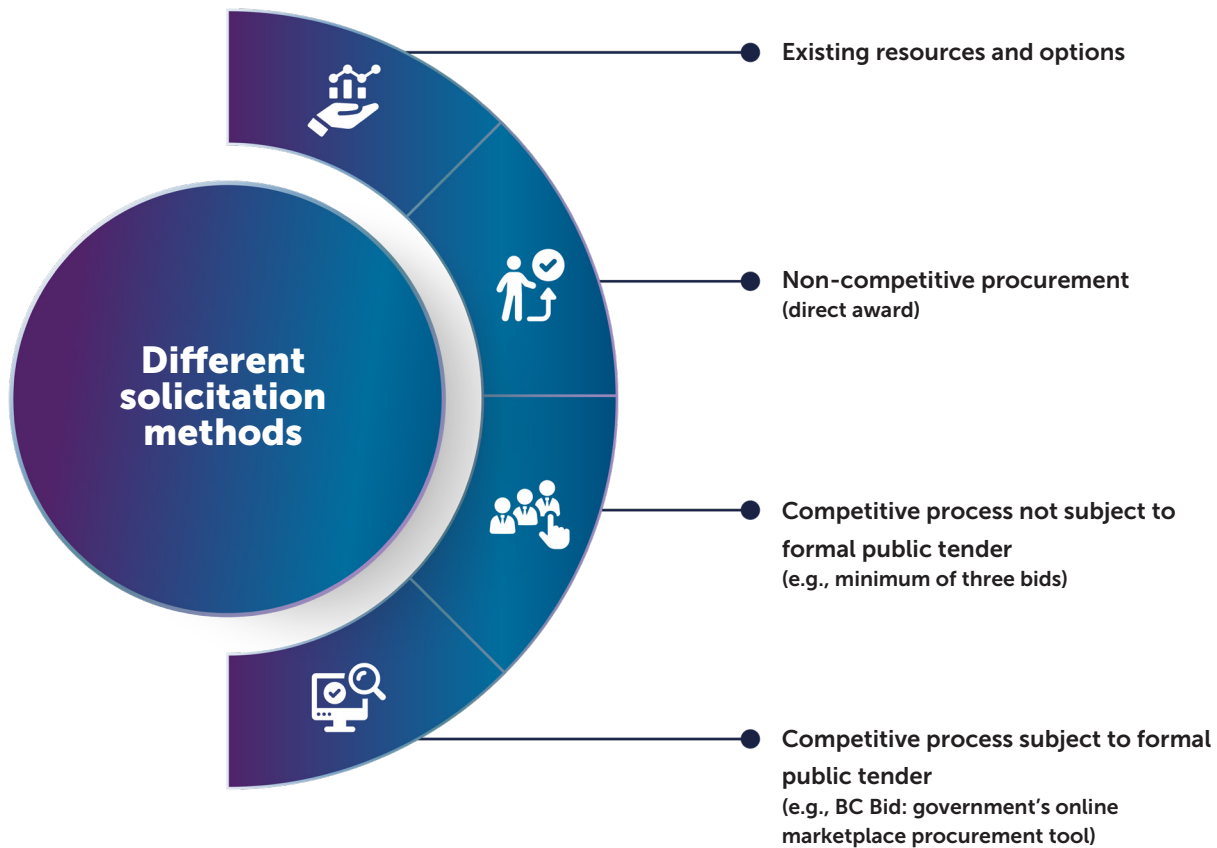 Different
solicitation
methods
Existing resources and options
Non-competitive procurement
(direct award)
Competitive process not subject to
formal public tender
(e.g., minimum of three bids)
Competitive process subject to formal
public tender
(e.g., BC Bid: government’s online
marketplace procurement tool)